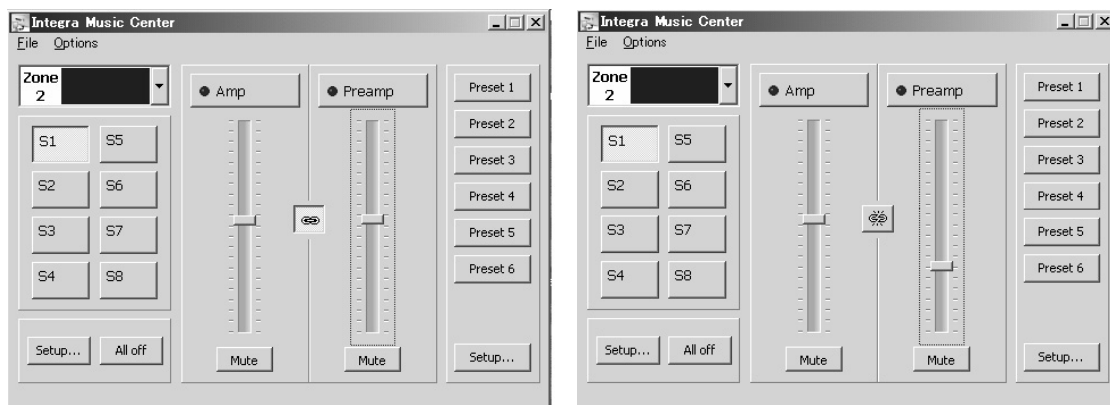 Integra Music Center
File Options
Zone
2
Amp
Preamp
Preset 1
Preset 2
Preset 3
Preset 4
Preset 5
Preset 6
S1 S5
S2 S6
S3 S7
S4 S8
Setup... All off
Mute
Mute
Setup...
Integra Music Center
File Options
Zone
2
Amp
Preamp
Preset 1
Preset 2
Preset 3
Preset 4
Preset 5
Preset 6
S1 S5
S2 S6
S3 S7
S4 S8
Setup... All off
Mute
Mute
Setup...